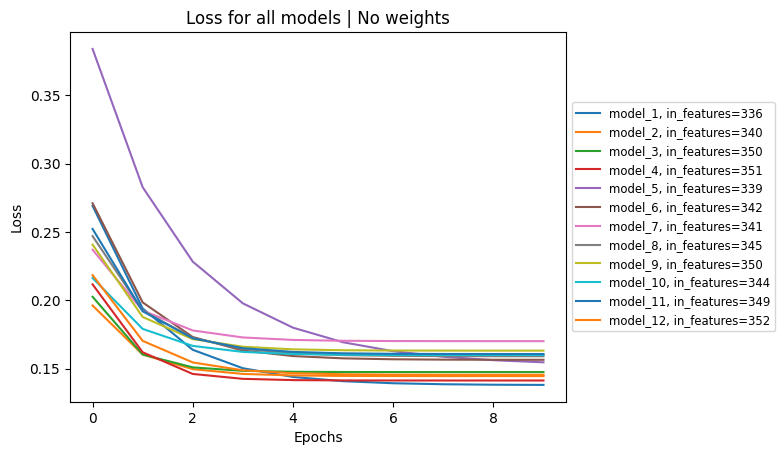 Loss for all models | No weights
Loss
0.35
0.30
0.25
0.20
0.15
0
2
4
6
8
Epochs
model_1, in_features=336
model_2, in_features=340
model_3, in_features=350
model_4, in_features=351
model_5, in_features=339
model_6, in_features=342
model_7, in_features=341
model_8, in_features=345
model_9, in_features=350
model_10, in_features=344
model_11, in_features=349
model_12, in_features=352